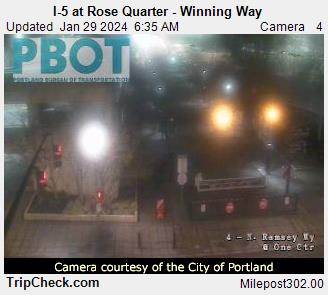 I-5 at Rose Quarter - Winning Way
Updated Jan 29 2024 6:35 AM Camera 4
PBOT
PORTLAND BUREAU OF TRANSPORTATION
4 - N. Ramsey Wy
@ One Ctr
Camera courtesy of the City of Portland
TripCheck.com Milepost302.00